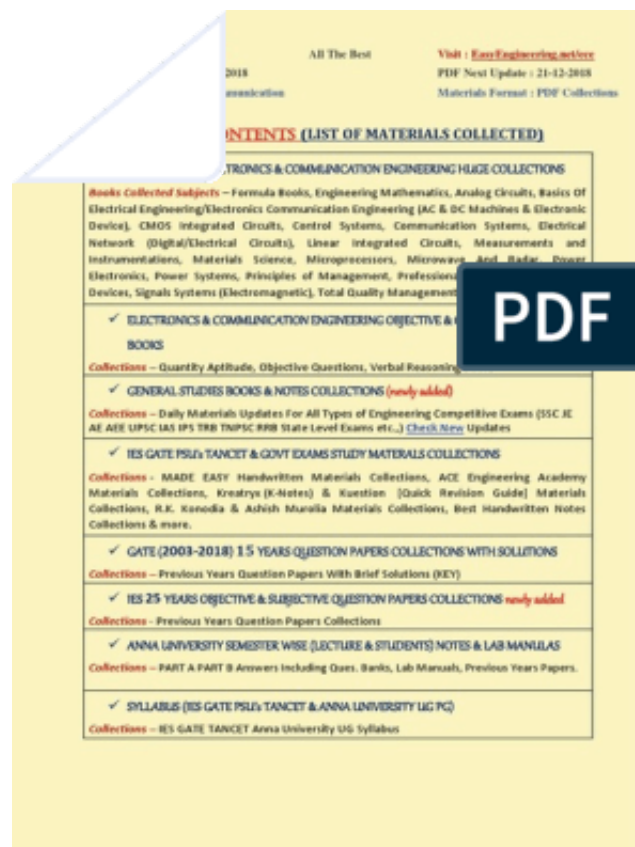 All The Best Visit : EasyEngineering.net/ece
2018 PDF Next Update : 21-12-2018
Materials Format : PDF Collections
ONTENTS (LIST OF MATERIALS COLLECTED)
TRONICS & COMMUNICATION ENGINEERING HUGE COLLECTIONS
Books Collected Subjects – Formula Books, Engineering Mathematics, Analog Circuits, Basics Of
Electrical Engineering/Electronics Communication Engineering (AC & DC Machines & Electronic
Device), CMOS Integrated Circuits, Control Systems, Communication Systems, Electrical
Network (Digital/Electrical Circuits), Linear Integrated Circuits, Measurements and
Instrumentations, Materials Science, Microprocessors, Microwave And Radar, Power
Electronics, Power Systems, Principles of Management, Professiona
Devices, Signals Systems (Electromagnetic), Total Quality Management
PDF
✓ ELECTRONICS & COMMUNICATION ENGINEERING OBJECTIVE &
BOOKS
Collections – Quantity Aptitude, Objective Questions, Verbal Reasoning
✓ GENERAL STUDIES BOOKS & NOTES COLLECTIONS (newly added)
Collections – Daily Materials Updates For All Types of Engineering Competitive Exams (SSC JE
AE AEE UPSC IAS IPS TRB TNPSC RRB State Level Exams etc.,) Check New Updates
✓ IES GATE PSU's TANCET & GOVT EXAMS STUDY MATERALS COLLECTIONS
Collections - MADE EASY Handwritten Materials Collections, ACE Engineering Academy
Materials Collections, Kreatryx (K-Notes) & Kuestion [Quick Revision Guide] Materials
Collections, R.K. Konodia & Ashish Murolia Materials Collections, Best Handwritten Notes
Collections & more.
✓ GATE (2003-2018) 15 YEARS QUESTION PAPERS COLLECTIONS WITH SOLUTIONS
Collections – Previous Years Question Papers With Brief Solutions (KEY)
✓ IES 25 YEARS OBJECTIVE & SUBJECTIVE QUESTION PAPERS COLLECTIONS newly added
Collections - Previous Years Question Papers Collections
✓ ANNA UNIVERSITY SEMESTER WISE (LECTURE & STUDENTS) NOTES & LAB MANULAS
Collections – PART A PART B Answers Including Ques. Banks, Lab Manuals, Previous Years Papers.
✓ SYLLABUS (IES GATE PSU's TANCET & ANNA UNIVERSITY UG PG)
Collections – IES GATE TANCET Anna University UG Syllabus